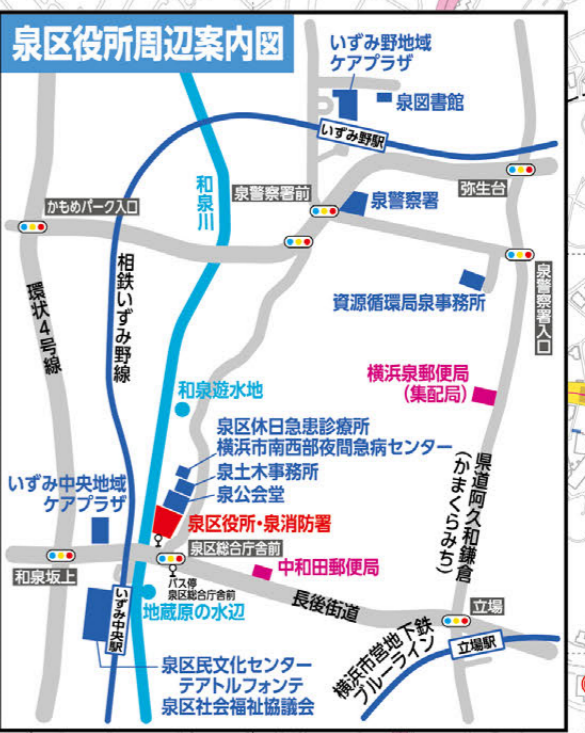 泉区役所周辺案内図
いずみ野地域
ケアプラザ
泉図書館
いずみ野駅
和泉川
泉警察署前
泉警察署
弥生台
かもめパーク入口
相鉄いずみ野線
環状4号線
資源循環局泉事務所
泉警察署入口
横浜泉郵便局
(集配局)
和泉遊水地
泉区休日急患診療所
横浜市南西部夜間急病センター
泉土木事務所
泉公会堂
県道阿久和鎌倉
(かまくらみち)
いずみ中央地域
ケアプラザ
泉区役所・泉消防署
泉区総合庁舎前
和泉坂上
バス停
泉区総合庁舎前
中和田郵便局
いずみ中央駅
地蔵原の水辺
長後街道
立場
立場駅
横浜市営地下鉄
ブルーライン
泉区民文化センター
テアトルフォンテ
泉区社会福祉協議会